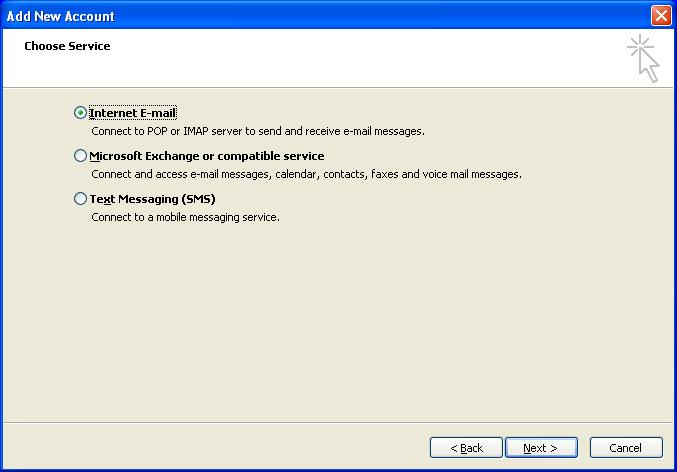 Add New Account
Choose Service
Internet E-mail
Connect to POP or IMAP server to send and receive e-mail messages.
Microsoft Exchange or compatible service
Connect and access e-mail messages, calendar, contacts, faxes and voice mail messages.
Text Messaging (SMS)
Connect to a mobile messaging service.
< Back Next > Cancel